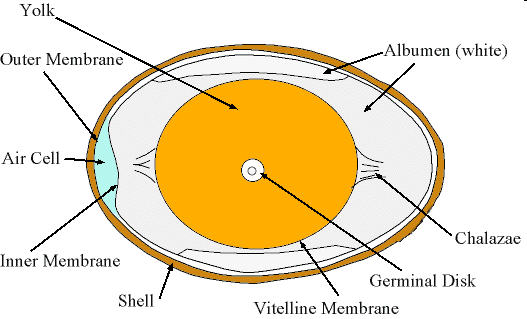 Yolk
Outer Membrane
Albumen (white)
Air Cell
Chalazae
Inner Membrane
Germinal Disk
Shell
Vitelline Membrane